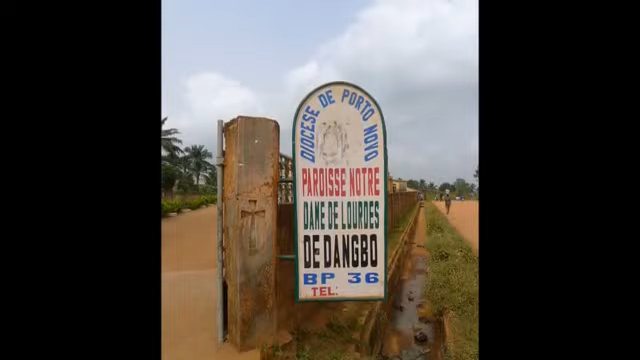 DIOCESE DE PORTO NOVO
PAROISSE NOTRE
DAME DE LOURDES
DE DANGBO
BP 36
TEL: